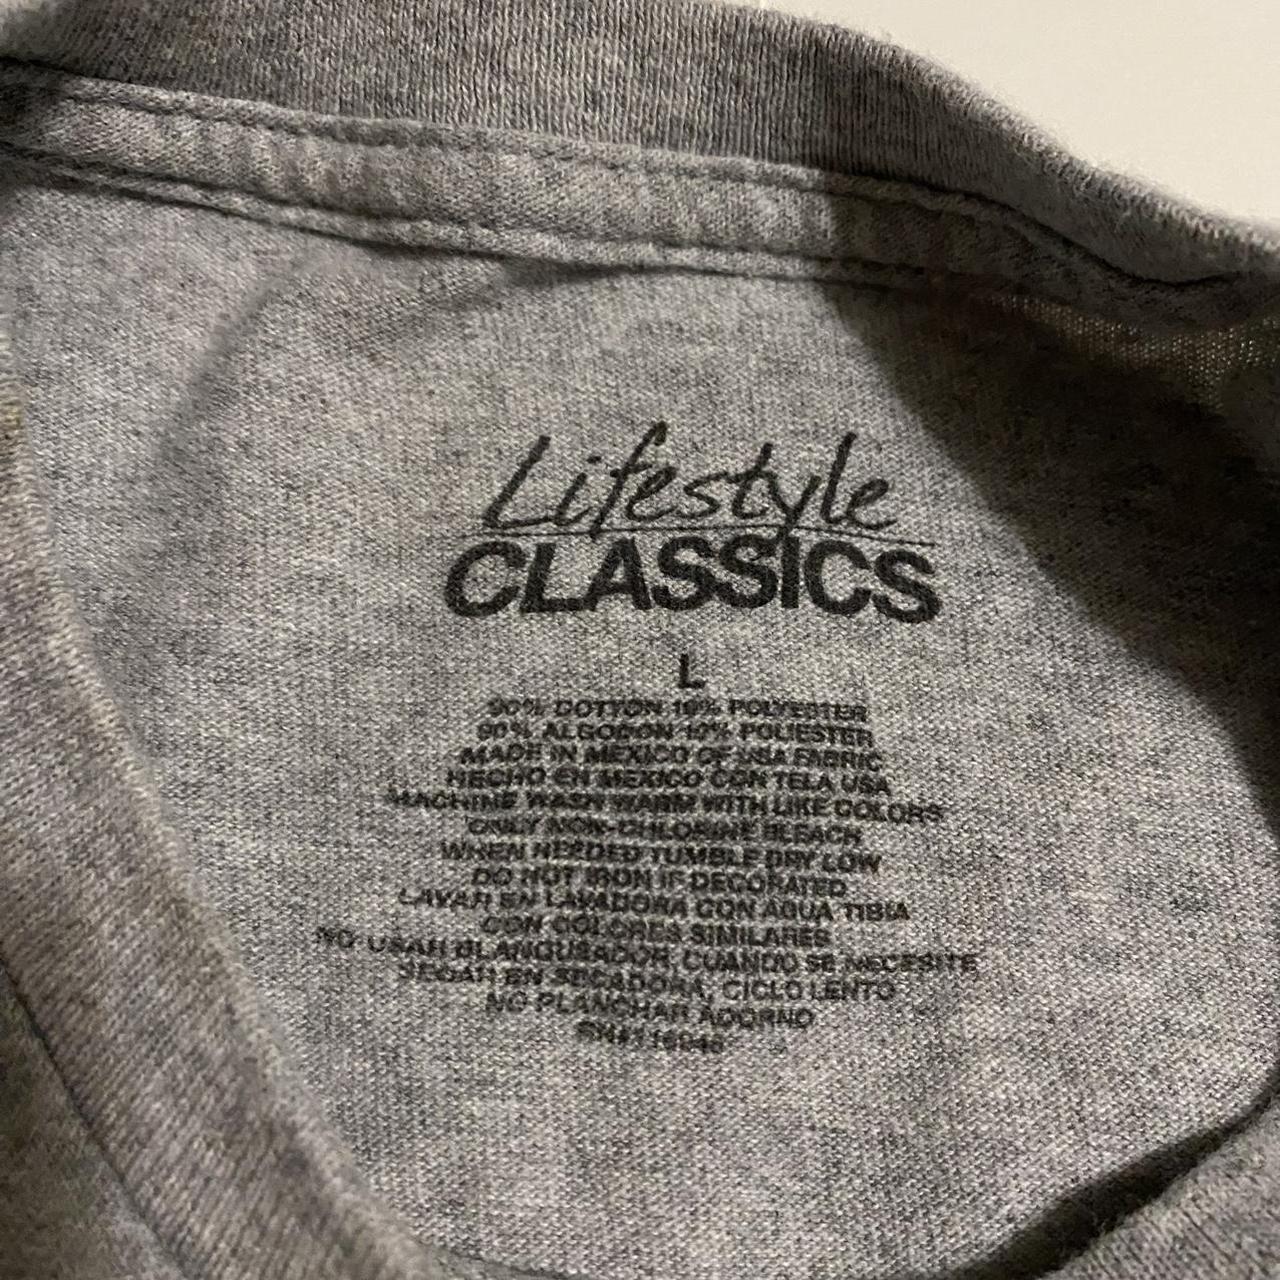 Lifestyle
CLASSICS
L
90% COTTON 10% POLYESTER
90% ALGODON 10% POLIESTER
MADE IN MEXICO OF USA FABRIC
HECHO EN MEXICO CON TELA USA
MACHINE WASH WARM WITH LIKE COLORS
ONLY NON-CHLORINE BLEACH
WHEN NEEDED TUMBLE DRY LOW
DO NOT IRON IF DECORATED
LAVAR EN LAVADORA CON AGUA TIBIA
CON COLORES SIMILARES
NO USAR BLANQUEADOR, CUANDO SE NECESITE
SECAR EN SECADORA, CICLO LENTO
NO PLANCHAR ADORNO